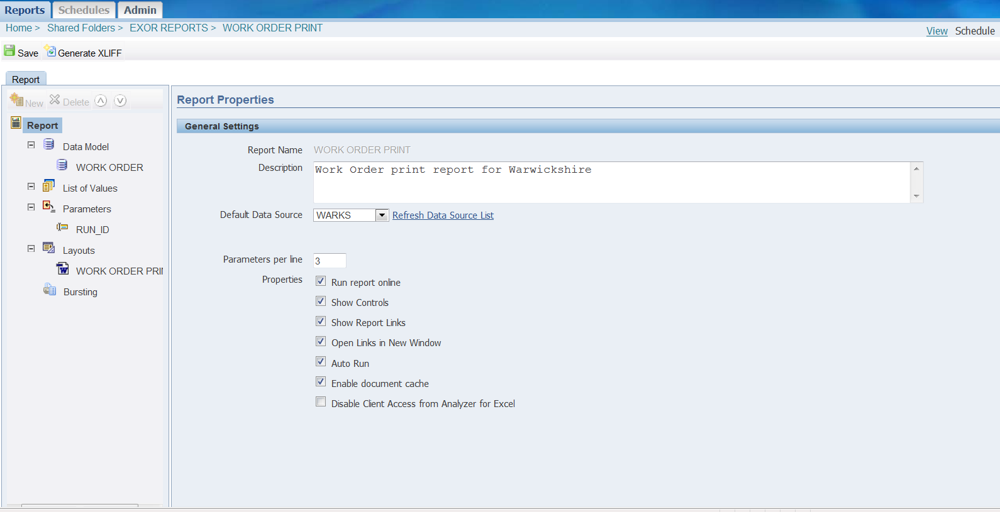 Reports Schedules Admin
Home > Shared Folders > EXOR REPORTS > WORK ORDER PRINT
View Schedule
Save Generate XLIFF
Report
New Delete
Report
Data Model
WORK ORDER
List of Values
Parameters
RUN_ID
Layouts
WORK ORDER PRI
Bursting
Report Properties
General Settings
Report Name WORK ORDER PRINT
Description Work Order print report for Warwickshire
Default Data Source WARKS Refresh Data Source List
Parameters per line 3
Properties Run report online
Show Controls
Show Report Links
Open Links in New Window
Auto Run
Enable document cache
Disable Client Access from Analyzer for Excel